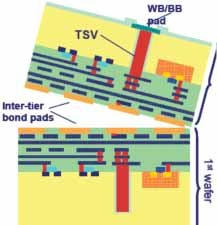 WB/BB
pad
TSV
Inter-tier
bond pads
1st wafer